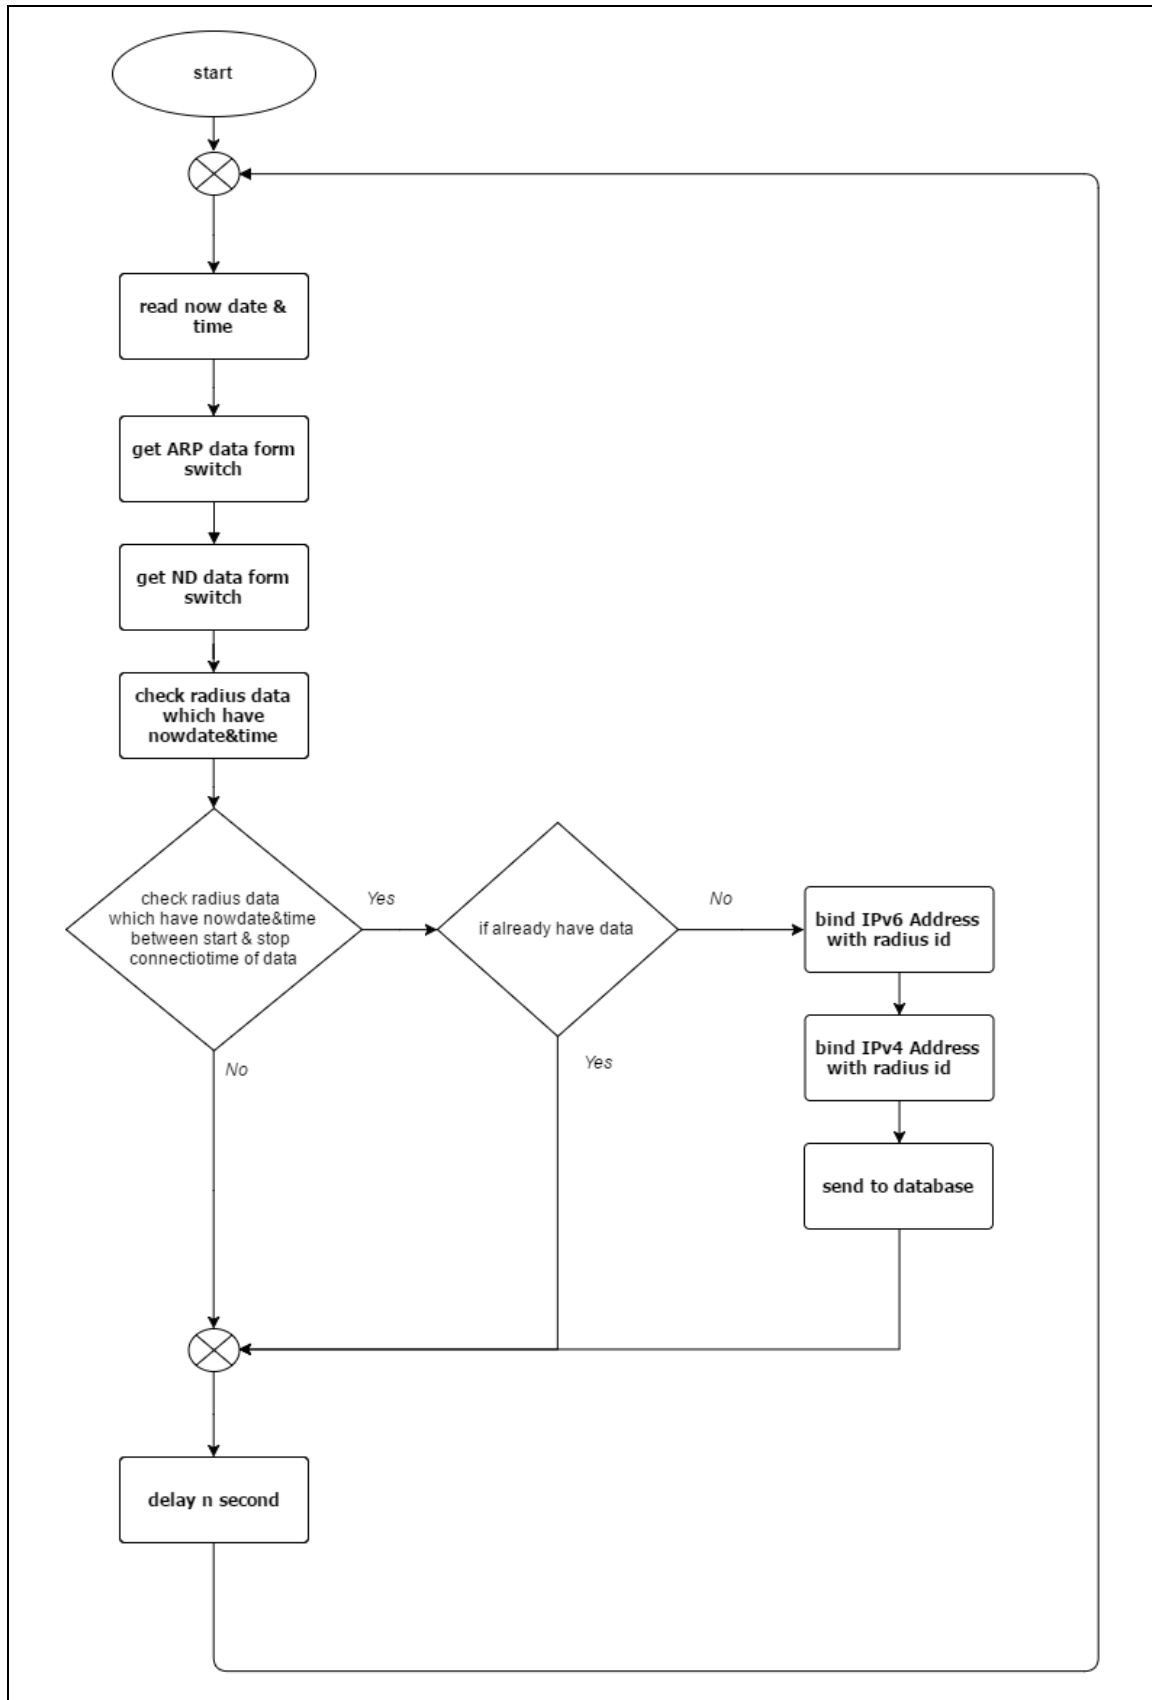 start
read now date &
time
get ARP data form
switch
get ND data form
switch
check radius data
which have
nowdate&time
check radius data
which have nowdate&time
between start & stop
connectiotime of data
Yes
if already have data
No
bind IPv6 Address
with radius id
No
Yes
bind IPv4 Address
with radius id
send to database
delay n second